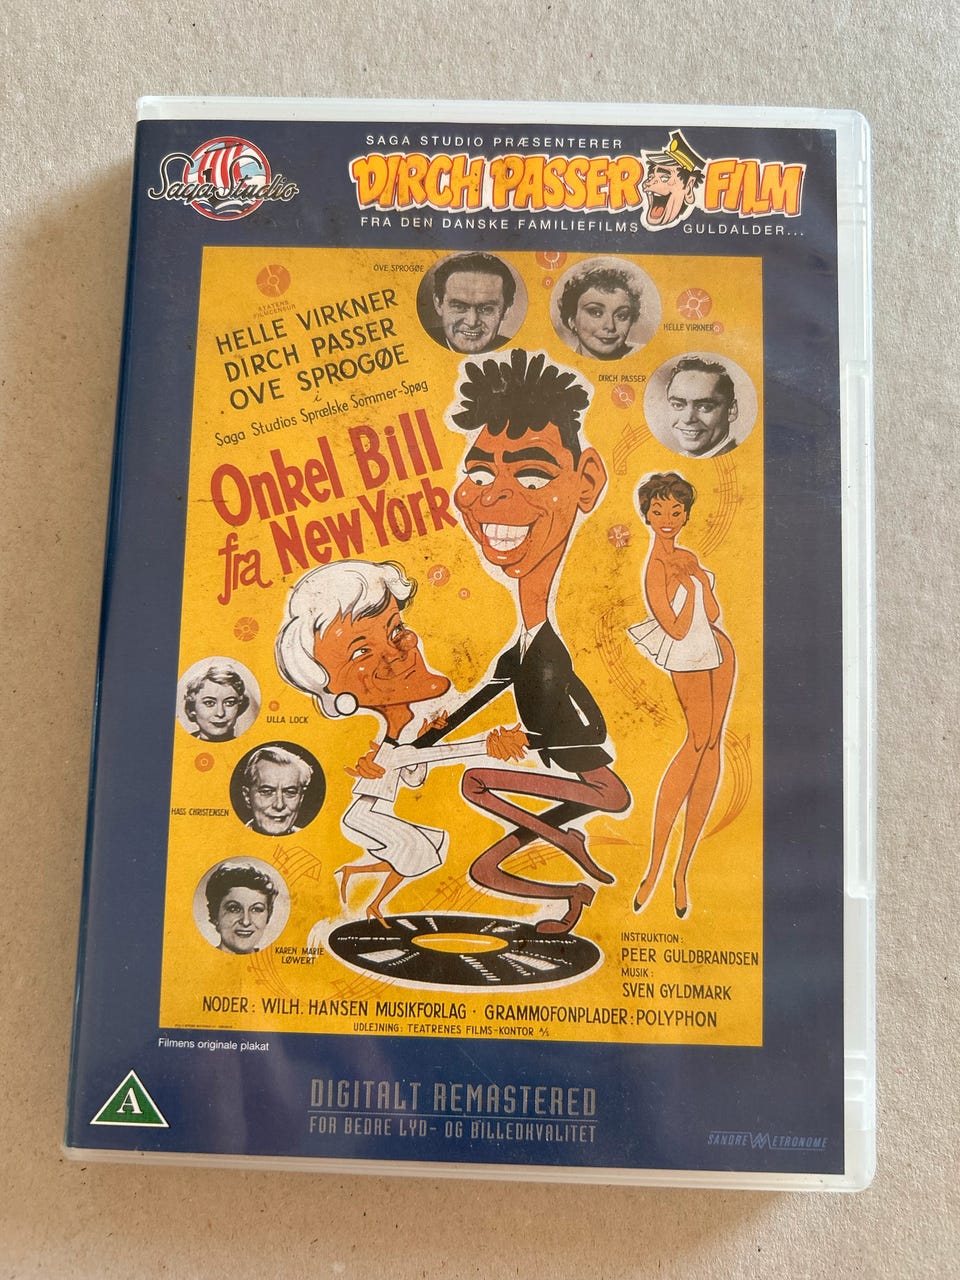 Saga Studio
SAGA STUDIO PRÆSENTERER
DIRCH PASSER FILM
FRA DEN DANSKE FAMILIEFILMS GULDALDER...
STATENS
FILMCENSUR
OVE SPROGØE
HELLE VIRKNER
DIRCH PASSER
HELLE VIRKNER
DIRCH PASSER
OVE SPROGØE
i
Saga Studios Sprælske Sommer-Spøg
Onkel Bill
fra New York
ULLA LOCK
HASS CHRISTENSEN
KAREN MARIE
LØWERT
INSTRUKTION:
PEER GULDBRANDSEN
MUSIK:
SVEN GYLDMARK
NODER: WILH. HANSEN MUSIKFORLAG · GRAMMOFONPLADER: POLYPHON
UDLEJNING: TEATRENES FILMS-KONTOR A/S
Filmens originale plakat
A
DIGITALT REMASTERED
FOR BEDRE LYD- OG BILLEDKVALITET
SANDREW METRONOME